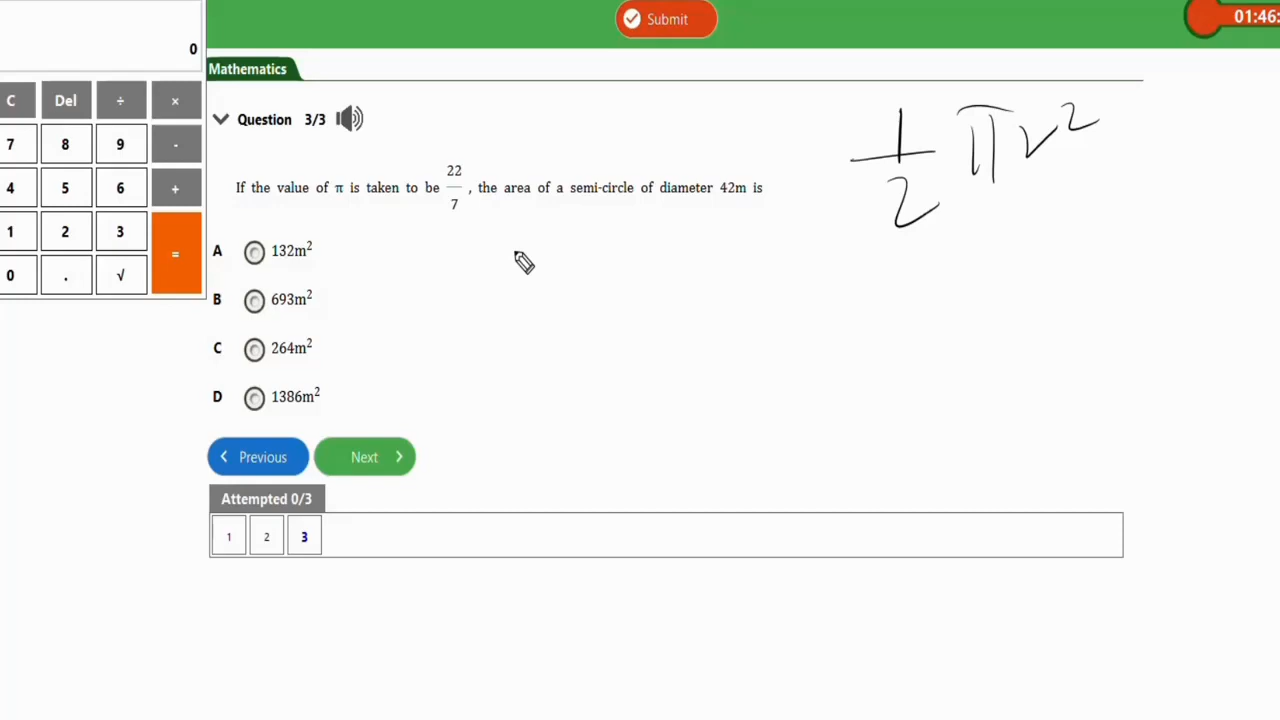 Submit
01:46:
0
Mathematics
C Del ÷ ×
7 8 9 -
4 5 6 +
1 2 3 =
0 . √
Question 3/3
If the value of π is taken to be 22/7, the area of a semi-circle of diameter 42m is
A 132m²
B 693m²
C 264m²
D 1386m²
1/2 πr²
Previous Next
Attempted 0/3
1 2 3